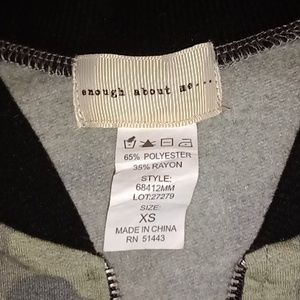 enough about me...
65% POLYESTER
35% RAYON
STYLE:
68412MM
LOT:27279
SIZE:
XS
MADE IN CHINA
RN 51443